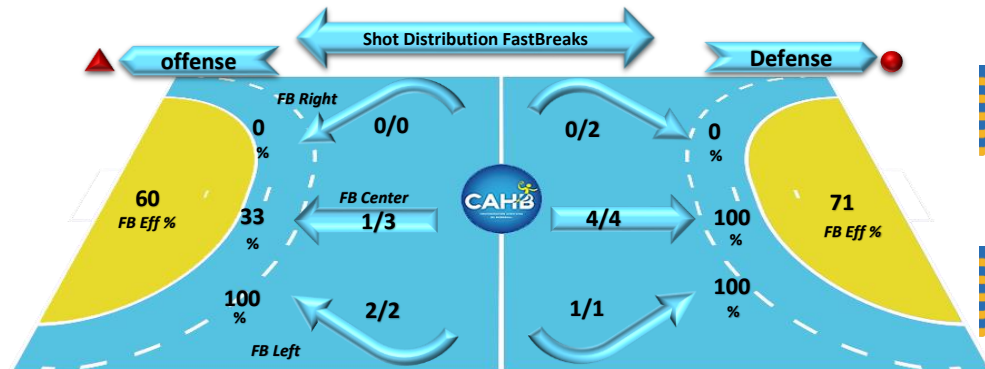 Shot Distribution FastBreaks
offense
Defense
FB Right
0
%
0/0
0/2
0
%
60
FB Eff %
33
%
FB Center
1/3
CAHB
4/4
100
%
71
FB Eff %
100
%
2/2
FB Left
1/1
100
%